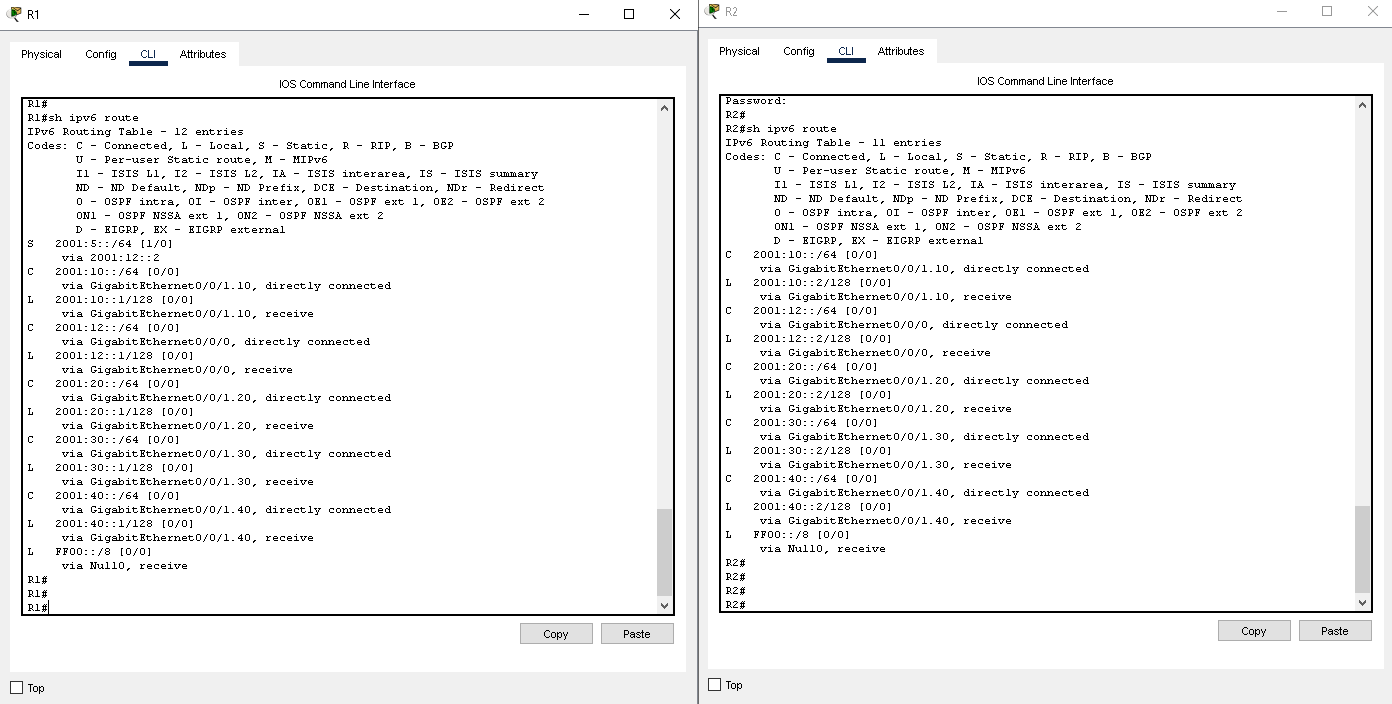 R1
Physical Config CLI Attributes
IOS Command Line Interface
R1#
R1#sh ipv6 route
IPv6 Routing Table - 12 entries
Codes: C - Connected, L - Local, S - Static, R - RIP, B - BGP
U - Per-user Static route, M - MIPv6
I1 - ISIS L1, I2 - ISIS L2, IA - ISIS interarea, IS - ISIS summary
ND - ND Default, NDp - ND Prefix, DCE - Destination, NDr - Redirect
O - OSPF intra, OI - OSPF inter, OE1 - OSPF ext 1, OE2 - OSPF ext 2
ON1 - OSPF NSSA ext 1, ON2 - OSPF NSSA ext 2
D - EIGRP, EX - EIGRP external
S 2001:5::/64 [1/0]
via 2001:12::2
C 2001:10::/64 [0/0]
via GigabitEthernet0/0/1.10, directly connected
L 2001:10::1/128 [0/0]
via GigabitEthernet0/0/1.10, receive
C 2001:12::/64 [0/0]
via GigabitEthernet0/0/0, directly connected
L 2001:12::1/128 [0/0]
via GigabitEthernet0/0/0, receive
C 2001:20::/64 [0/0]
via GigabitEthernet0/0/1.20, directly connected
L 2001:20::1/128 [0/0]
via GigabitEthernet0/0/1.20, receive
C 2001:30::/64 [0/0]
via GigabitEthernet0/0/1.30, directly connected
L 2001:30::1/128 [0/0]
via GigabitEthernet0/0/1.30, receive
C 2001:40::/64 [0/0]
via GigabitEthernet0/0/1.40, directly connected
L 2001:40::1/128 [0/0]
via GigabitEthernet0/0/1.40, receive
L FF00::/8 [0/0]
via Null0, receive
R1#
R1#
R1#
Copy Paste
Top
R2
Physical Config CLI Attributes
IOS Command Line Interface
Password:
R2#
R2#sh ipv6 route
IPv6 Routing Table - 11 entries
Codes: C - Connected, L - Local, S - Static, R - RIP, B - BGP
U - Per-user Static route, M - MIPv6
I1 - ISIS L1, I2 - ISIS L2, IA - ISIS interarea, IS - ISIS summary
ND - ND Default, NDp - ND Prefix, DCE - Destination, NDr - Redirect
O - OSPF intra, OI - OSPF inter, OE1 - OSPF ext 1, OE2 - OSPF ext 2
ON1 - OSPF NSSA ext 1, ON2 - OSPF NSSA ext 2
D - EIGRP, EX - EIGRP external
C 2001:10::/64 [0/0]
via GigabitEthernet0/0/1.10, directly connected
L 2001:10::2/128 [0/0]
via GigabitEthernet0/0/1.10, receive
C 2001:12::/64 [0/0]
via GigabitEthernet0/0/0, directly connected
L 2001:12::2/128 [0/0]
via GigabitEthernet0/0/0, receive
C 2001:20::/64 [0/0]
via GigabitEthernet0/0/1.20, directly connected
L 2001:20::2/128 [0/0]
via GigabitEthernet0/0/1.20, receive
C 2001:30::/64 [0/0]
via GigabitEthernet0/0/1.30, directly connected
L 2001:30::2/128 [0/0]
via GigabitEthernet0/0/1.30, receive
C 2001:40::/64 [0/0]
via GigabitEthernet0/0/1.40, directly connected
L 2001:40::2/128 [0/0]
via GigabitEthernet0/0/1.40, receive
L FF00::/8 [0/0]
via Null0, receive
R2#
R2#
R2#
R2#
Copy Paste
Top